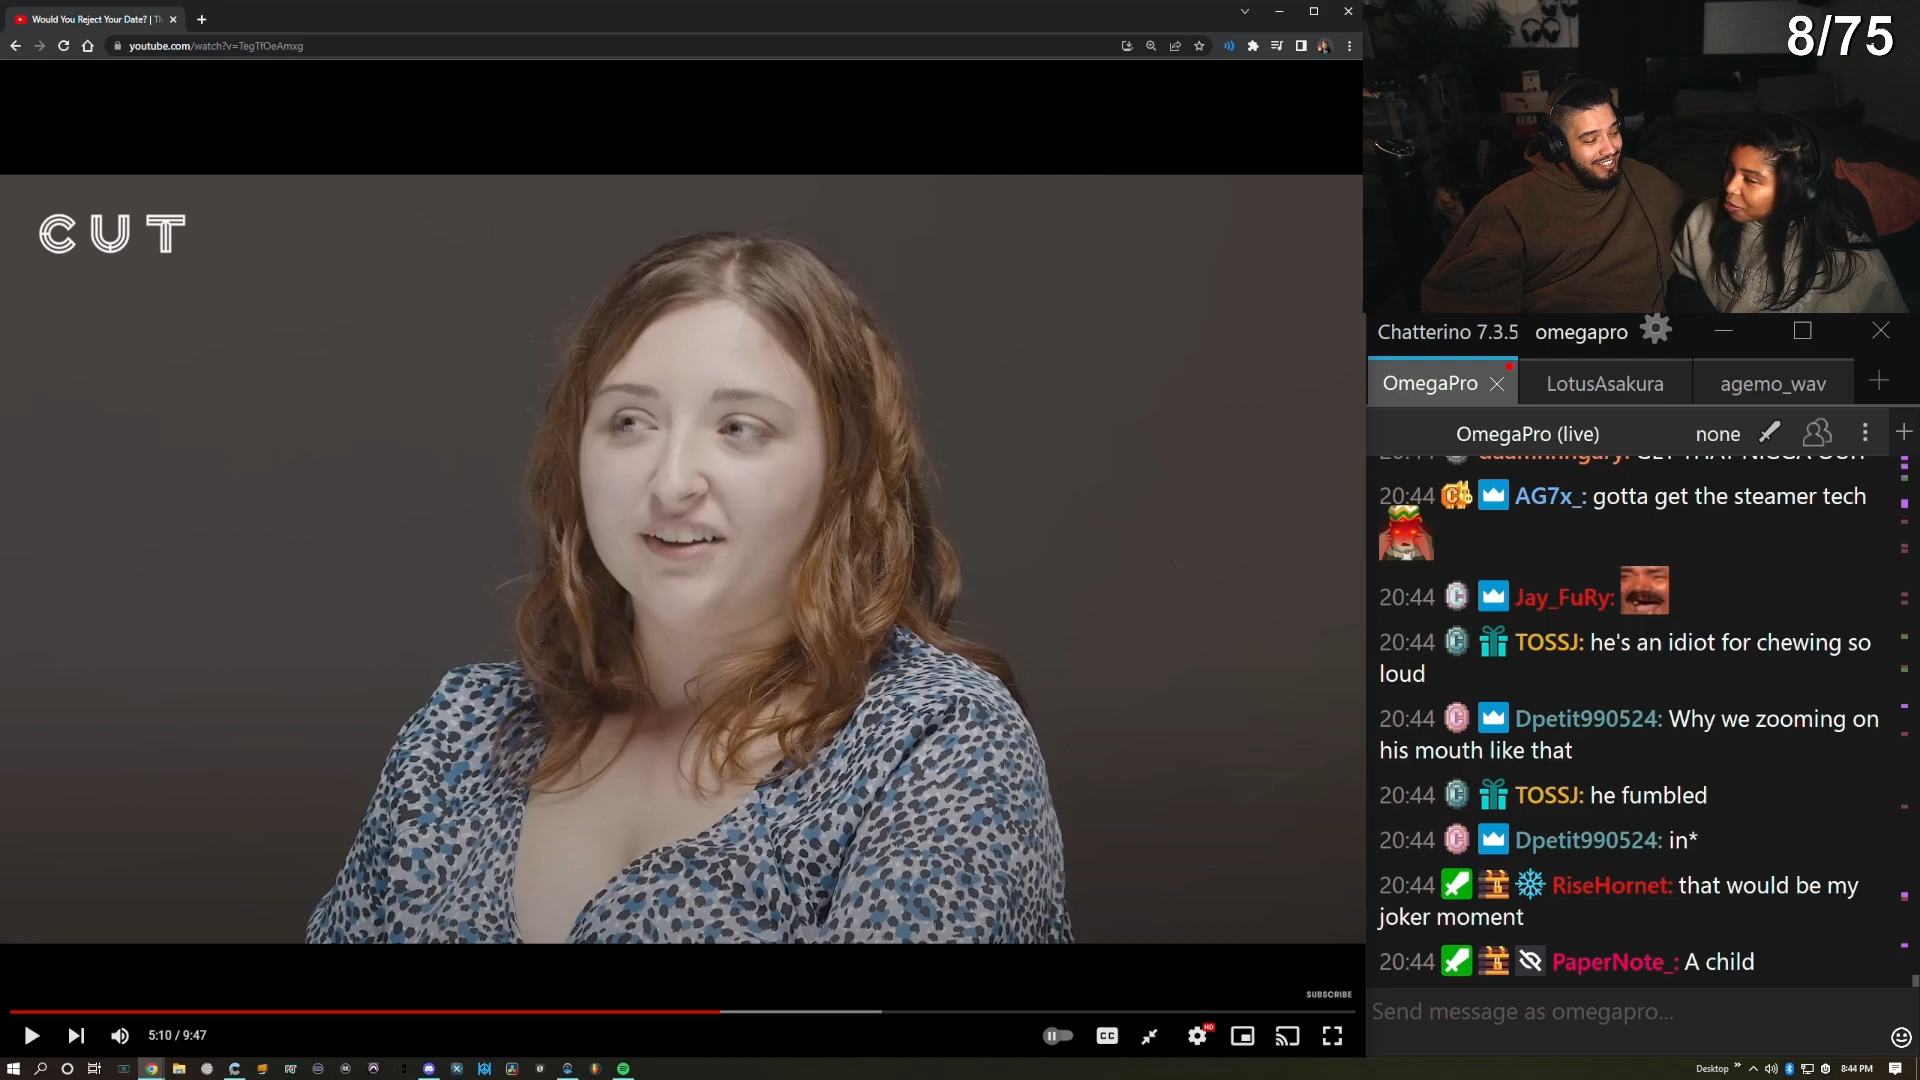 Would You Reject Your Date? | Th
youtube.com/watch?v=TegTfOeAmxg
8/75
CUT
Chatterino 7.3.5 omegapro
OmegaPro LotusAsakura agemo_wav
OmegaPro (live) none
20:44 AG7x_: gotta get the steamer tech
20:44 Jay_FuRy:
20:44 TOSSJ: he's an idiot for chewing so
loud
20:44 Dpetit990524: Why we zooming on
his mouth like that
20:44 TOSSJ: he fumbled
20:44 Dpetit990524: in*
20:44 RiseHornet: that would be my
joker moment
20:44 PaperNote_: A child
SUBSCRIBE
Send message as omegapro...
5:10 / 9:47
CC
HD
Desktop
8:44 PM